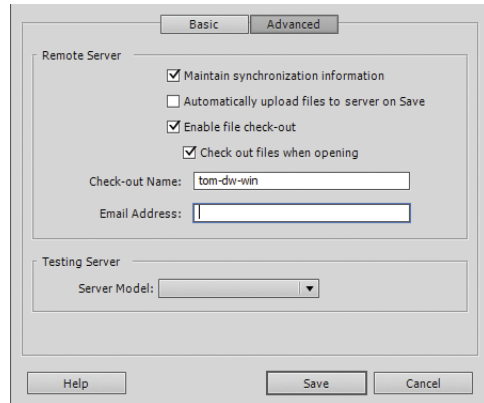 Basic
Advanced
Remote Server
Maintain synchronization information
Automatically upload files to server on Save
Enable file check-out
Check out files when opening
Check-out Name: tom-dw-win
Email Address:
Testing Server
Server Model:
Help
Save
Cancel